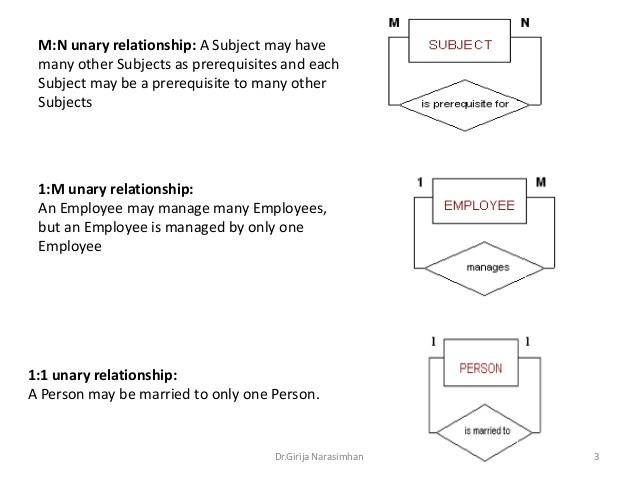 M:N unary relationship: A Subject may have
many other Subjects as prerequisites and each
Subject may be a prerequisite to many other
Subjects
M N
SUBJECT
is prerequisite for
1:M unary relationship:
An Employee may manage many Employees,
but an Employee is managed by only one
Employee
1 M
EMPLOYEE
manages
1:1 unary relationship:
A Person may be married to only one Person.
1 1
PERSON
is married to
Dr.Girija Narasimhan 3